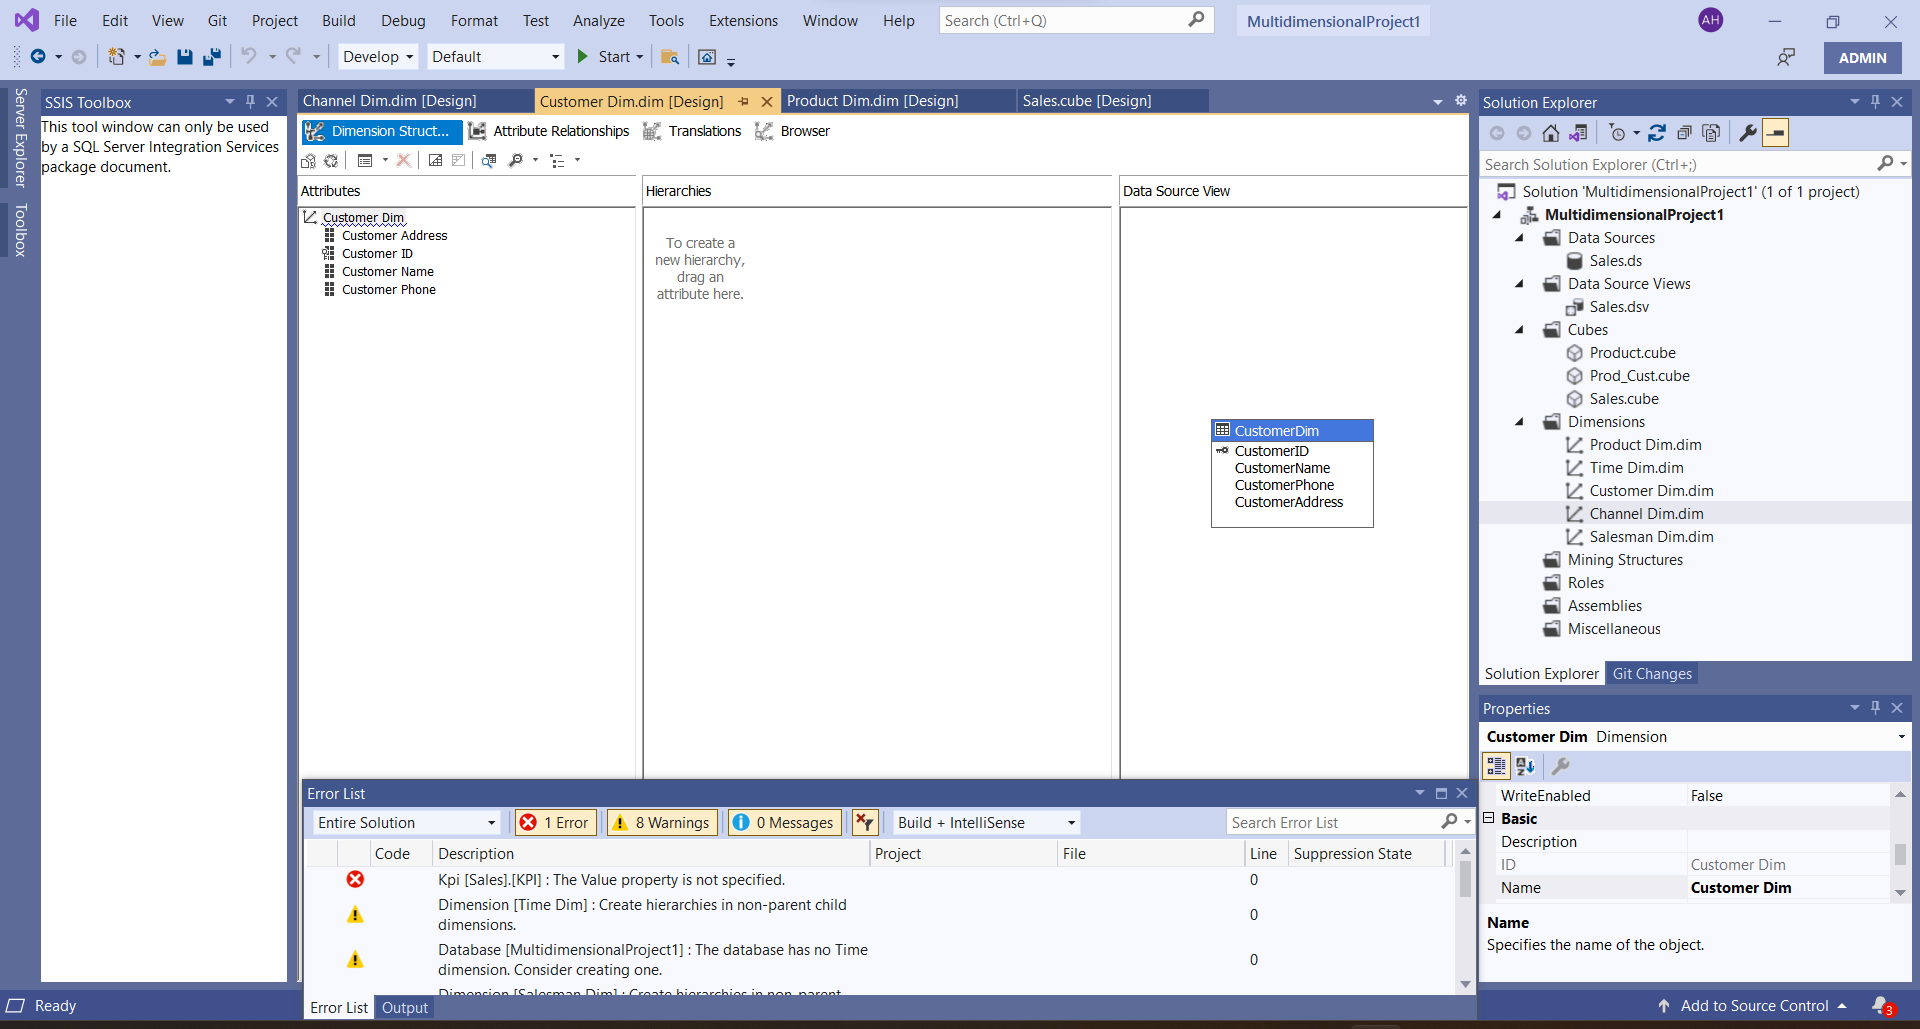 File Edit View Git Project Build Debug Format Test Analyze Tools Extensions Window Help Search (Ctrl+Q) MultidimensionalProject1 AH
Develop Default Start ADMIN
Server Explorer
Toolbox
SSIS Toolbox
This tool window can only be used
by a SQL Server Integration Services
package document.
Channel Dim.dim [Design] Customer Dim.dim [Design] Product Dim.dim [Design] Sales.cube [Design]
Dimension Struct... Attribute Relationships Translations Browser
Attributes Hierarchies Data Source View
Customer Dim
Customer Address
Customer ID
Customer Name
Customer Phone
To create a
new hierarchy,
drag an
attribute here.
CustomerDim
CustomerID
CustomerName
CustomerPhone
CustomerAddress
Error List
Entire Solution 1 Error 8 Warnings 0 Messages Build + IntelliSense Search Error List
Code Description Project File Line Suppression State
Kpi [Sales].[KPI] : The Value property is not specified. 0
Dimension [Time Dim] : Create hierarchies in non-parent child
dimensions. 0
Database [MultidimensionalProject1] : The database has no Time
dimension. Consider creating one. 0
Dimension [Salesman Dim] : Create hierarchies in non-parent
Error List Output
Solution Explorer
Search Solution Explorer (Ctrl+;)
Solution 'MultidimensionalProject1' (1 of 1 project)
MultidimensionalProject1
Data Sources
Sales.ds
Data Source Views
Sales.dsv
Cubes
Product.cube
Prod_Cust.cube
Sales.cube
Dimensions
Product Dim.dim
Time Dim.dim
Customer Dim.dim
Channel Dim.dim
Salesman Dim.dim
Mining Structures
Roles
Assemblies
Miscellaneous
Solution Explorer Git Changes
Properties
Customer Dim Dimension
WriteEnabled False
Basic
Description
ID Customer Dim
Name Customer Dim
Name
Specifies the name of the object.
Ready Add to Source Control 3